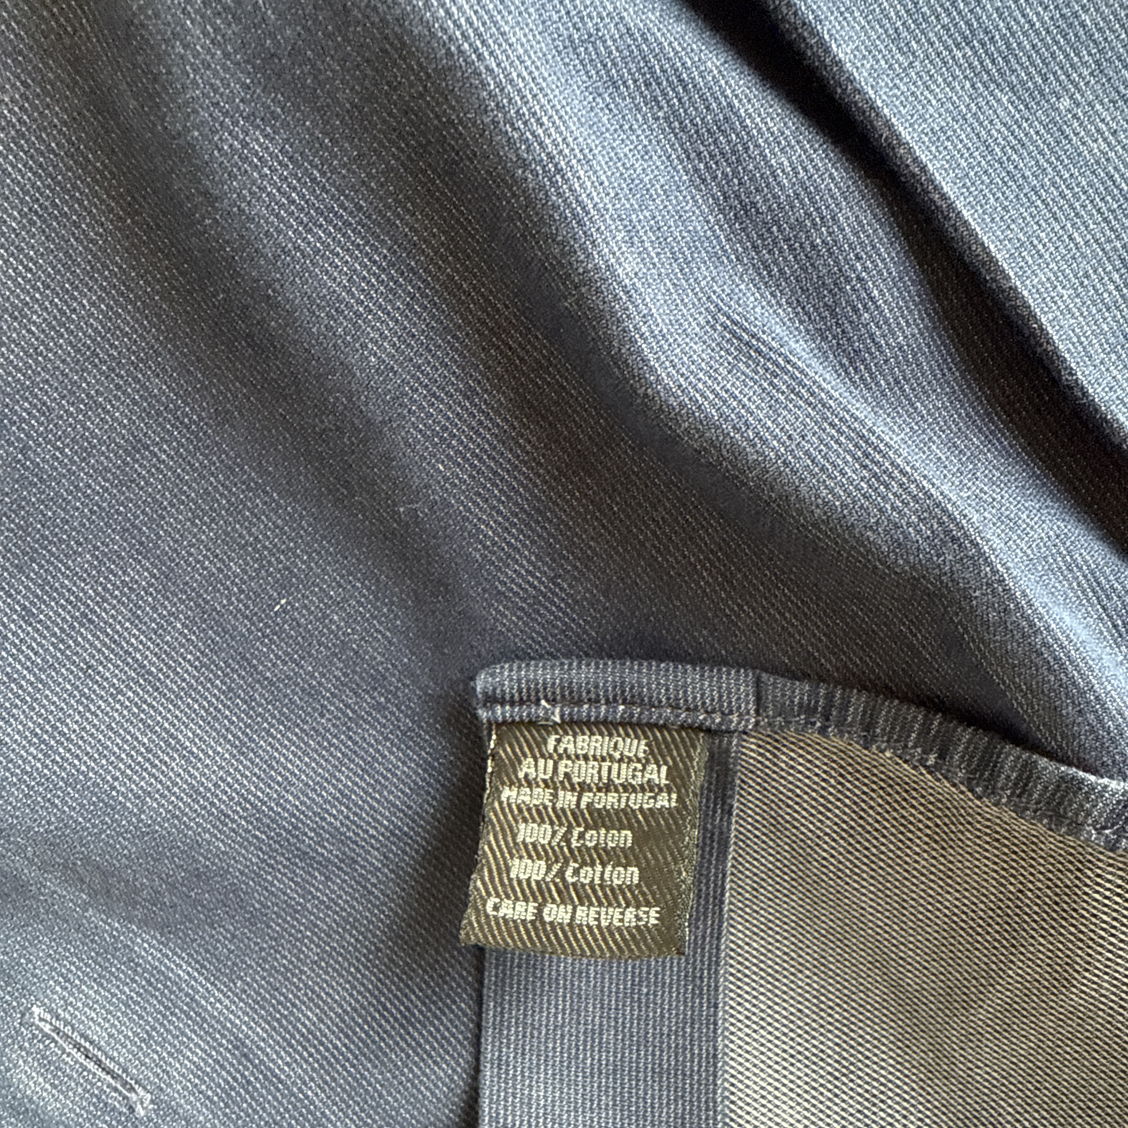 FABRIQUE
AU PORTUGAL
MADE IN PORTUGAL
100% Coton
100% Cotton
CARE ON REVERSE